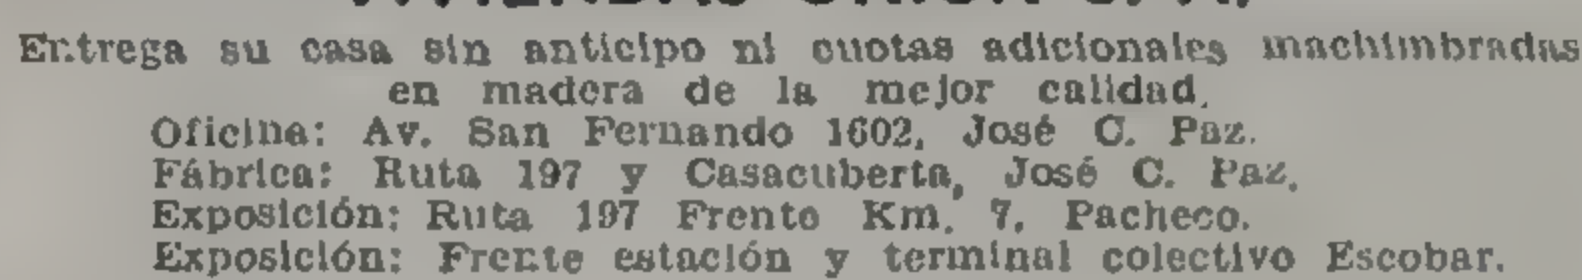 Entrega su casa sin anticipo ni cuotas adicionales machimbradas
en madera de la mejor calidad.
Oficina: Av. San Fernando 1602, José C. Paz.
Fábrica: Ruta 197 y Casacuberta, José C. Paz.
Exposición: Ruta 197 Frente Km. 7, Pacheco.
Exposición: Frente estación y terminal colectivo Escobar.